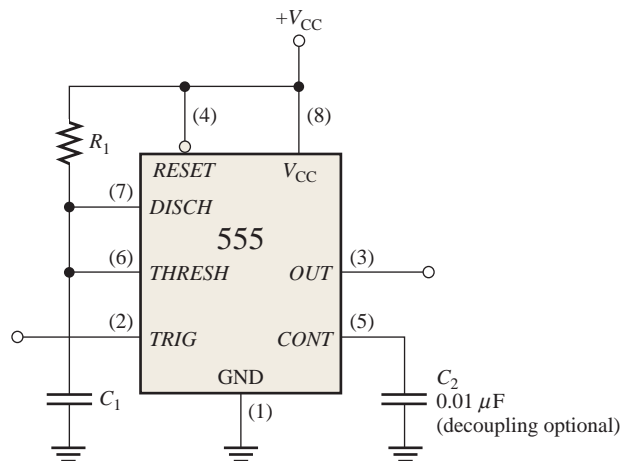 +VCC
(4)
(8)
R1
RESET
VCC
(7)
DISCH
555
(6)
THRESH
OUT
(3)
(2)
TRIG
CONT
(5)
GND
C1
(1)
C2
0.01 μF
(decoupling optional)